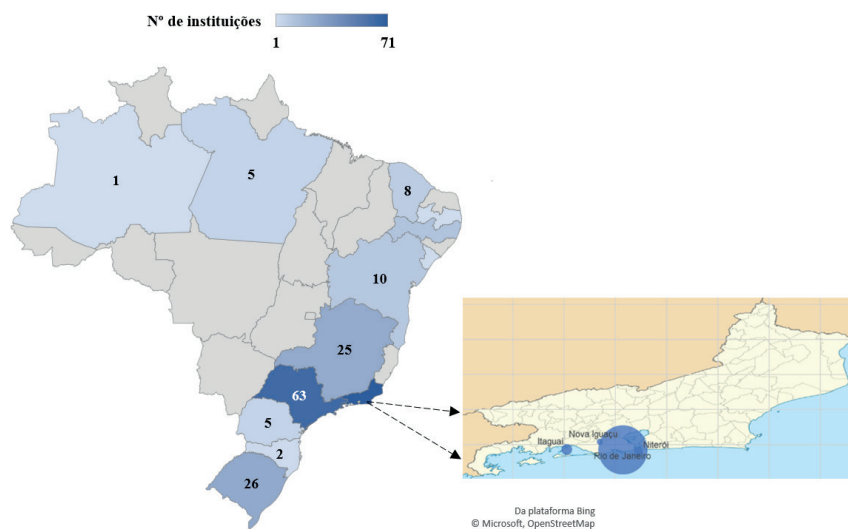 Nº de instituições
1
71
1
5
8
10
25
63
5
2
26
Nova Iguaçu
Itaguaí
Niterói
Rio de Janeiro
Da plataforma Bing
© Microsoft, OpenStreetMap